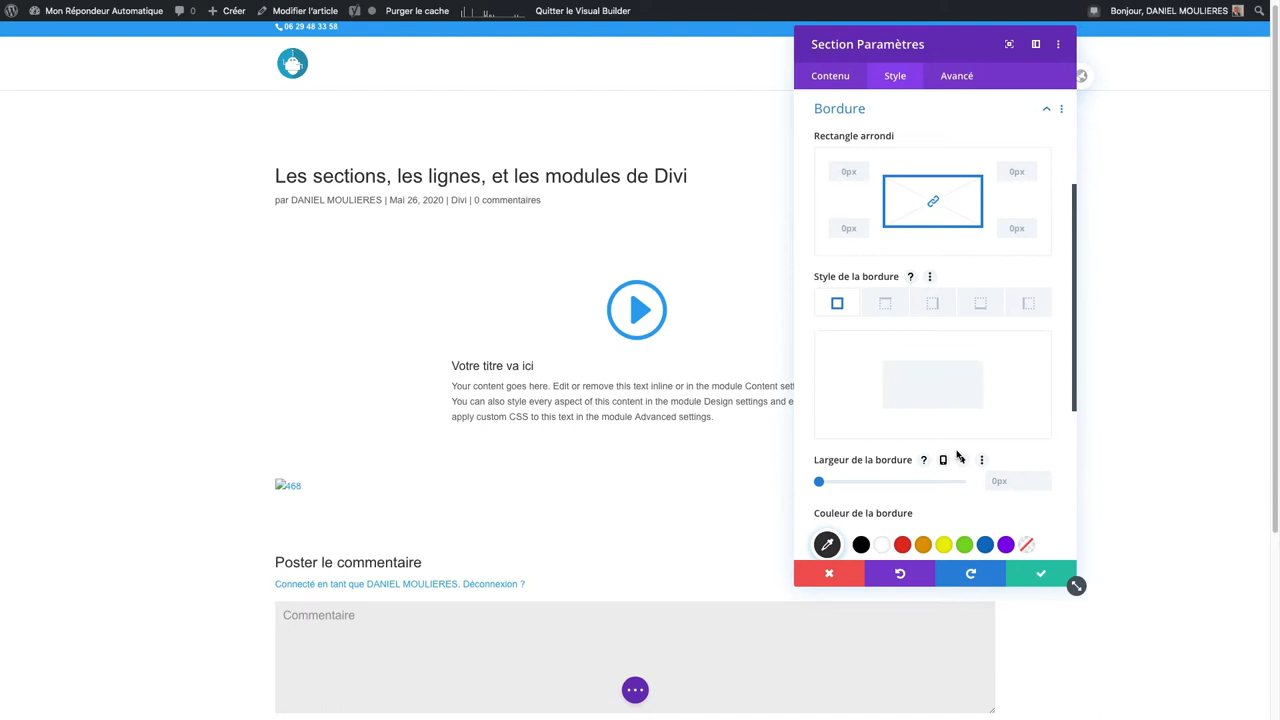 Mon Répondeur Automatique 0 Créer Modifier l’article Purger le cache Quitter le Visual Builder Bonjour, DANIEL MOULIERES
06 29 48 33 58
Section Paramètres
Contenu Style Avancé
Bordure
Rectangle arrondi
0px 0px
0px 0px
Style de la bordure ?
Largeur de la bordure ?
0px
Couleur de la bordure
Les sections, les lignes, et les modules de Divi
par DANIEL MOULIERES | Mai 26, 2020 | Divi | 0 commentaires
Votre titre va ici
Your content goes here. Edit or remove this text inline or in the module Content set
You can also style every aspect of this content in the module Design settings and e
apply custom CSS to this text in the module Advanced settings.
468
Poster le commentaire
Connecté en tant que DANIEL MOULIERES. Déconnexion ?
Commentaire